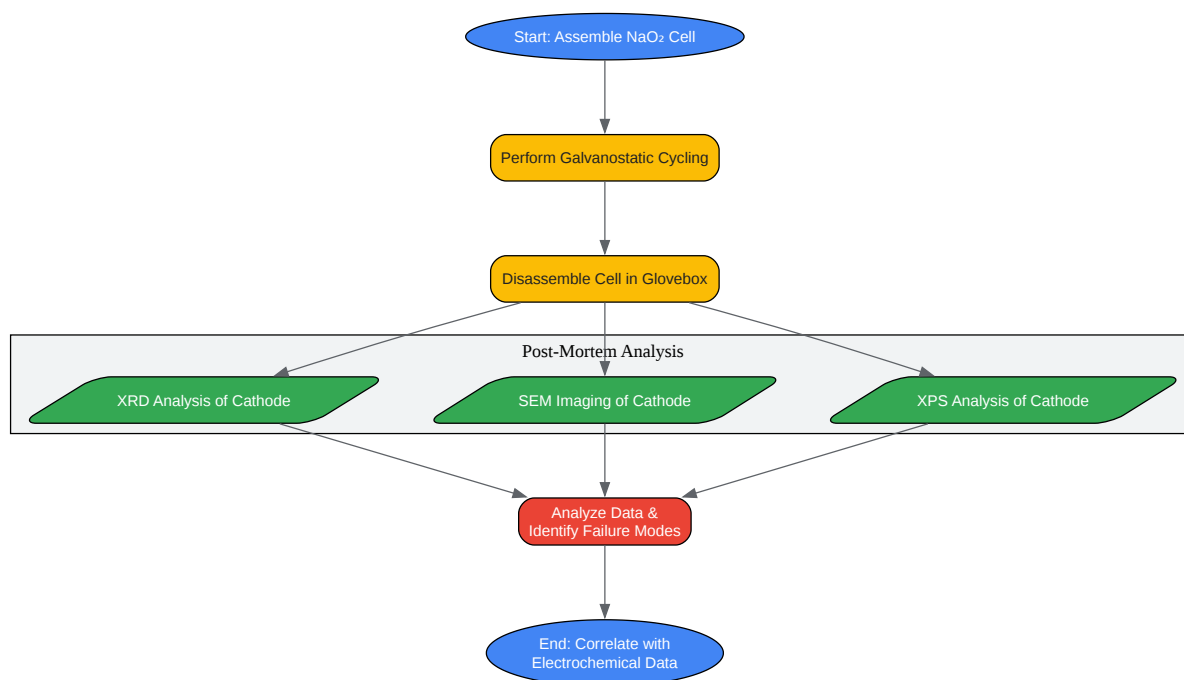 Start: Assemble NaO₂ Cell
Perform Galvanostatic Cycling
Disassemble Cell in Glovebox
Post-Mortem Analysis
XRD Analysis of Cathode
SEM Imaging of Cathode
XPS Analysis of Cathode
Analyze Data &
Identify Failure Modes
End: Correlate with
Electrochemical Data